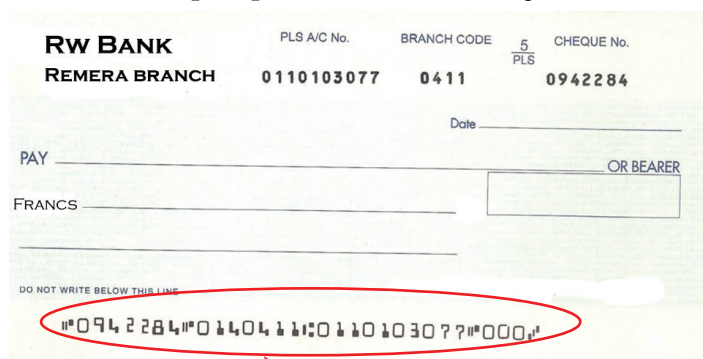 RW BANK
REMERA BRANCH
PLS A/C No.
0110103077
BRANCH CODE
0411
5
PLS
CHEQUE No.
0942284
Date
PAY
OR BEARER
FRANCS
DO NOT WRITE BELOW THIS LINE
⑈0942284⑈0140411⑆0110103077⑈000⑇